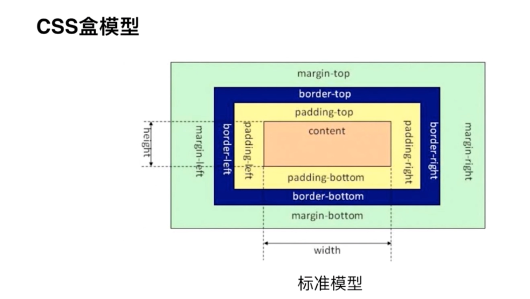 CSS盒模型
margin-top
border-top
padding-top
content
height
margin-left
border-left
padding-left
padding-right
border-right
margin-right
padding-bottom
border-bottom
margin-bottom
width
标准模型